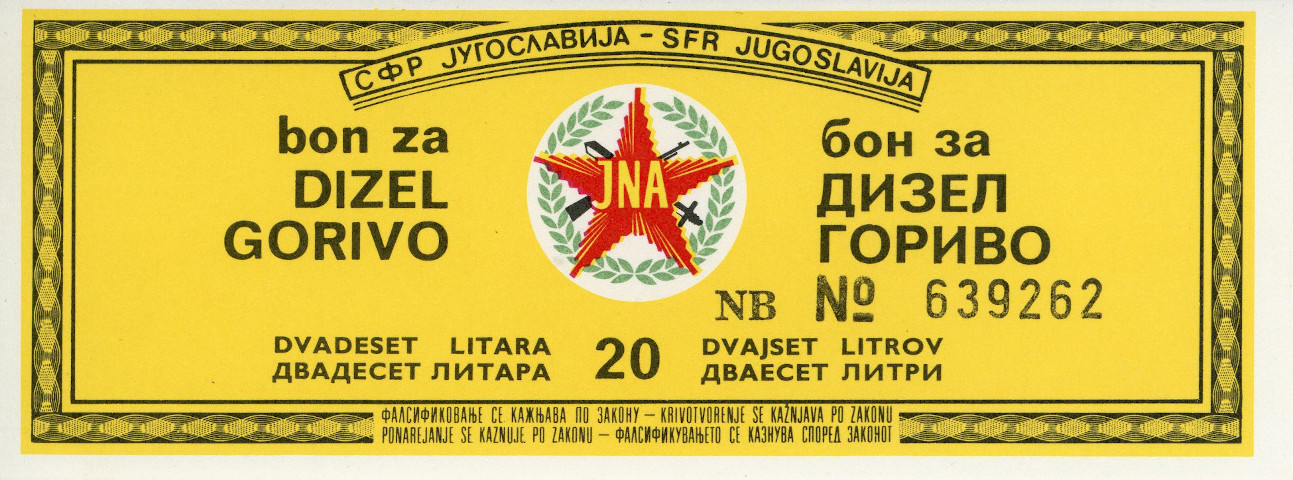 СФР ЈУГОСЛАВИЈА - SFR JUGOSLAVIJA
bon za
DIZEL
GORIVO
JNA
бон за
ДИЗЕЛ
ГОРИВО
NB № 639262
DVADESET LITARA
ДВАДЕСЕТ ЛИТАРА
20
DVAJSET LITROV
ДВАЕСЕТ ЛИТРИ
ФАЛСИФИКОВАЊЕ СЕ КАЖЊАВА ПО ЗАКОНУ — KRIVOTVORENJE SE KAŽNJAVA PO ZAKONU
PONAREJANJE SE KAZNUJE PO ZAKONU — ФАЛСИФИКУВАЊЕТО СЕ КАЗНУВА СПОРЕД ЗАКОНОТ